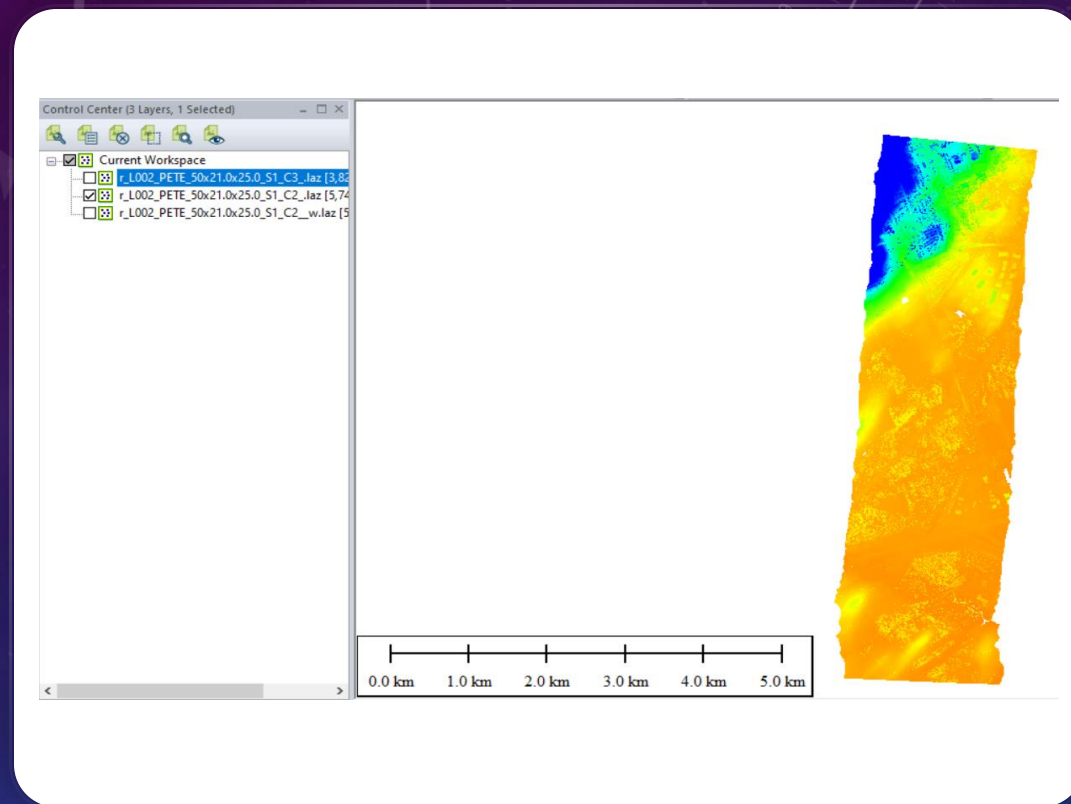 Control Center (3 Layers, 1 Selected)
Current Workspace
r_L002_PETE_50x21.0x25.0_S1_C3_.laz [3,82
r_L002_PETE_50x21.0x25.0_S1_C2_.laz [5,74
r_L002_PETE_50x21.0x25.0_S1_C2__w.laz [5
0.0 km 1.0 km 2.0 km 3.0 km 4.0 km 5.0 km